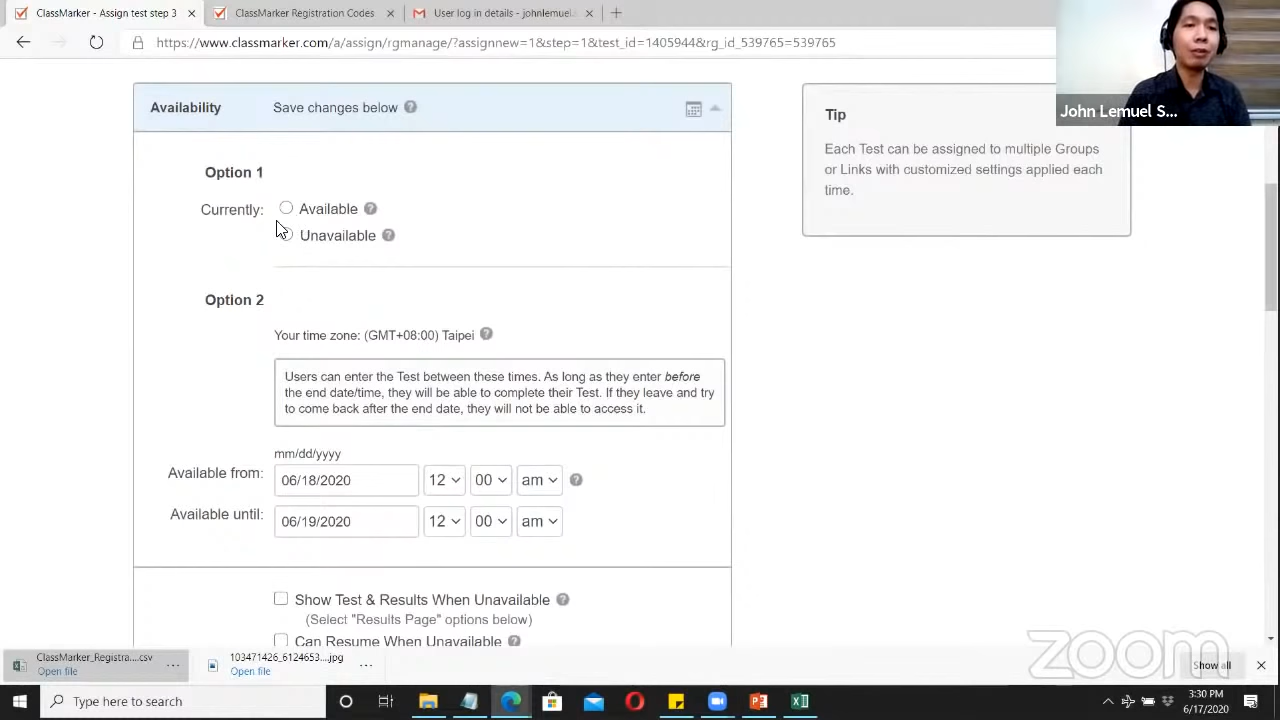 ClassMarker - Assign test step 3
ClassMarker Registration Codes
User log in details - johnlemuel
https://www.classmarker.com/a/assign/rgmanage/?assignnew=1&step=1&test_id=1405944&rg_id_539765=539765
John Lemuel S...
Availability
Save changes below
Option 1
Currently:
Available
Unavailable
Option 2
Your time zone: (GMT+08:00) Taipei
Users can enter the Test between these times. As long as they enter before
the end date/time, they will be able to complete their Test. If they leave and try
to come back after the end date, they will not be able to access it.
mm/dd/yyyy
Available from:
06/18/2020
12
00
am
Available until:
06/19/2020
12
00
am
Show Test & Results When Unavailable
(Select "Results Page" options below)
Can Resume When Unavailable
Tip
Each Test can be assigned to multiple Groups
or Links with customized settings applied each
time.
ClassMarker_Registra....csv
Open file
103471426_6124653....jpg
Open file
zoom
Show all
Type here to search
3:30 PM
6/17/2020